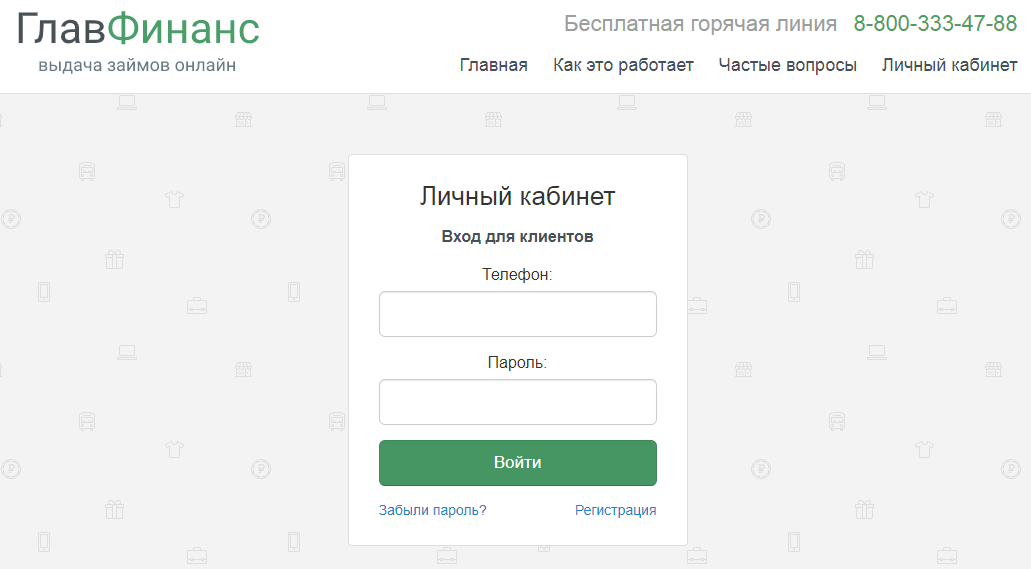 ГлавФинанс
выдача займов онлайн
Бесплатная горячая линия 8-800-333-47-88
Главная Как это работает Частые вопросы Личный кабинет
Личный кабинет
Вход для клиентов
Телефон:
Пароль:
Войти
Забыли пароль? Регистрация